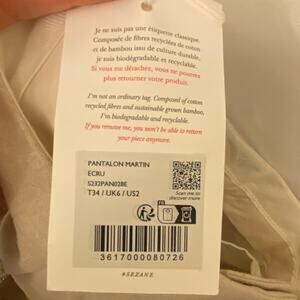 Je ne suis pas une étiquette classique.
Composée de fibres recyclées de coton
et de bambou issu de culture durable,
je suis biodégradable et recyclable.
Si vous me détachez, vous ne pourrez
plus retourner votre produit.
I'm not an ordinary tag. Composed of cotton
recycled fibres and sustainable grown bamboo,
I'm biodegradable and recyclable.
If you remove me, you won't be able to return
your piece anymore.
PANTALON MARTIN
ECRU
S232PAN028E
T34 / UK6 / US2
Scan me to
discover more
3617000080726
#SEZANE